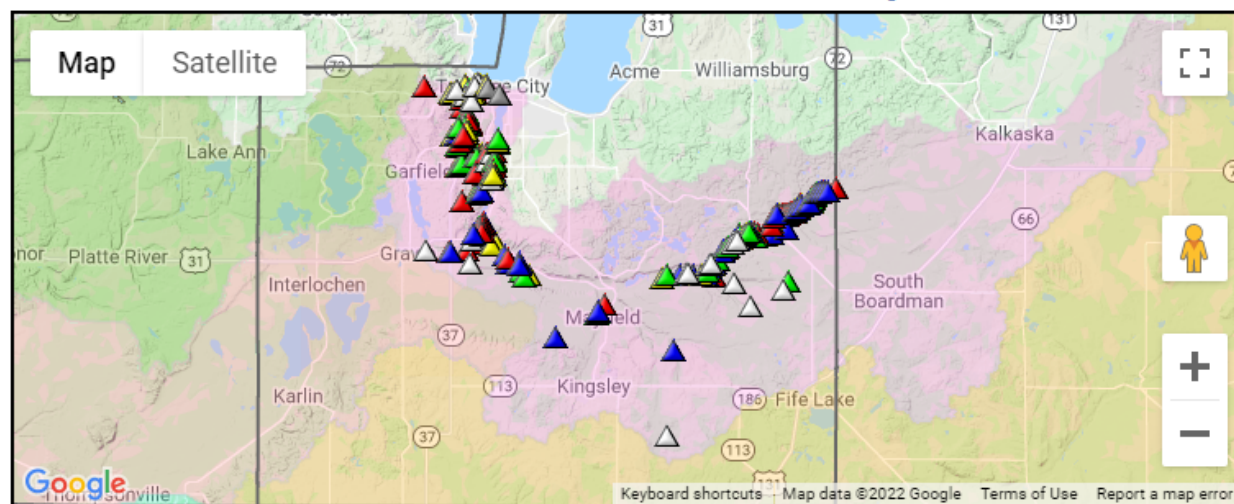 31
131
Map
Satellite
72
72
Acme
Williamsburg
City
Kalkaska
Lake Ann
Garfield
7
66
Platte River
31
Interlochen
South
Boardman
37
113
Kingsley
186
Fife Lake
Karlin
37
113
131
Google
Keyboard shortcuts
Map data ©2022 Google
Terms of Use
Report a map error